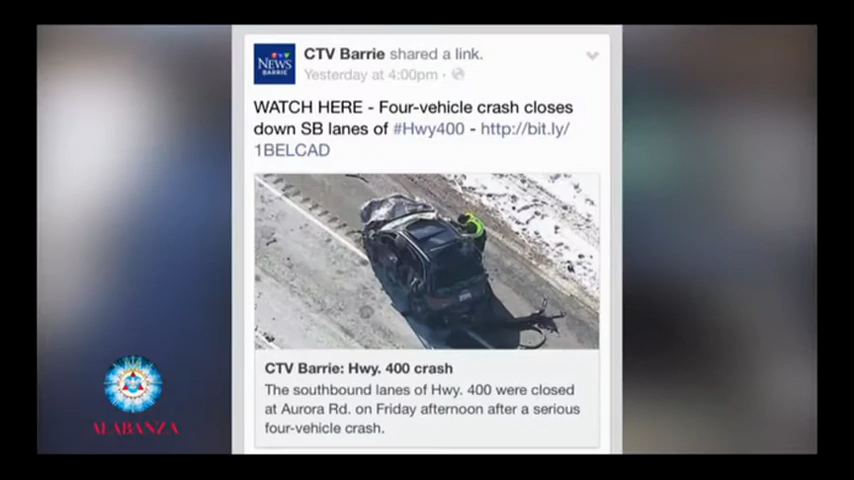 CTV Barrie shared a link.
NEWS
BARRIE
Yesterday at 4:00pm ·
WATCH HERE - Four-vehicle crash closes
down SB lanes of #Hwy400 - http://bit.ly/
1BELCAD
CTV Barrie: Hwy. 400 crash
The southbound lanes of Hwy. 400 were closed
at Aurora Rd. on Friday afternoon after a serious
four-vehicle crash.
ALABANZA